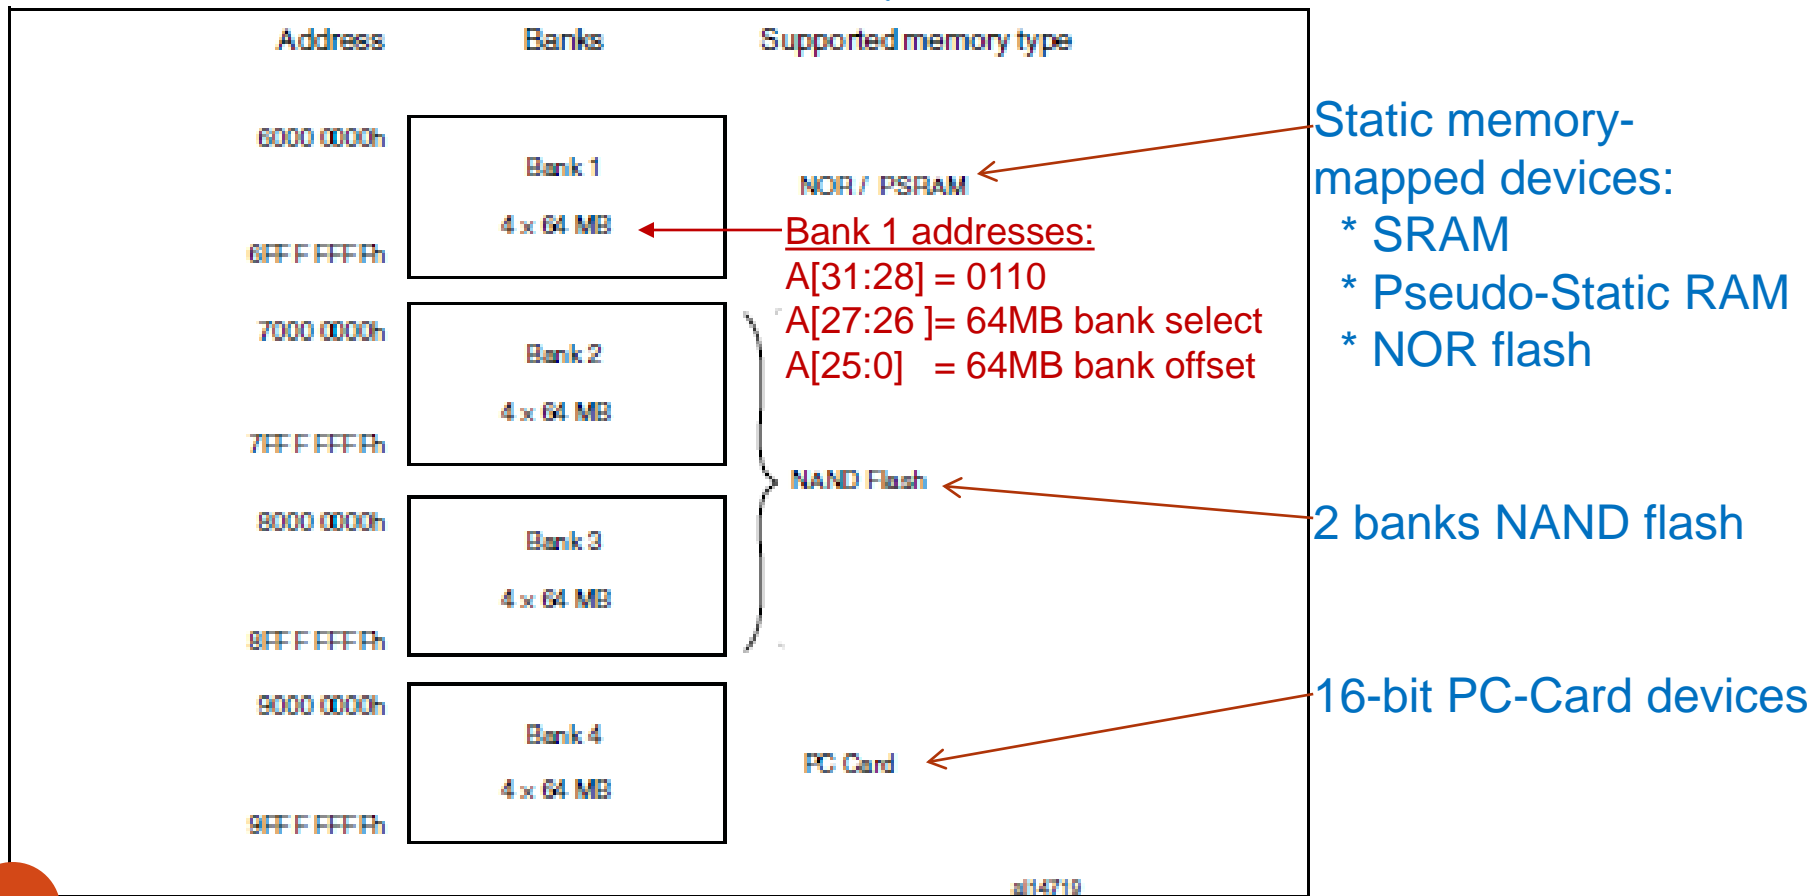 Address Banks Supported memory type
6000 0000h
Bank 1
4 x 64 MB
6FFF FFFFh
NOR / PSRAM
Bank 1 addresses:
A[31:28] = 0110
A[27:26 ]= 64MB bank select
A[25:0] = 64MB bank offset
Static memory-
mapped devices:
* SRAM
* Pseudo-Static RAM
* NOR flash
7000 0000h
Bank 2
4 x 64 MB
7FFF FFFFh
NAND Flash
2 banks NAND flash
8000 0000h
Bank 3
4 x 64 MB
8FFF FFFFh
9000 0000h
Bank 4
4 x 64 MB
9FFF FFFFh
PC Card
16-bit PC-Card devices
ai14719